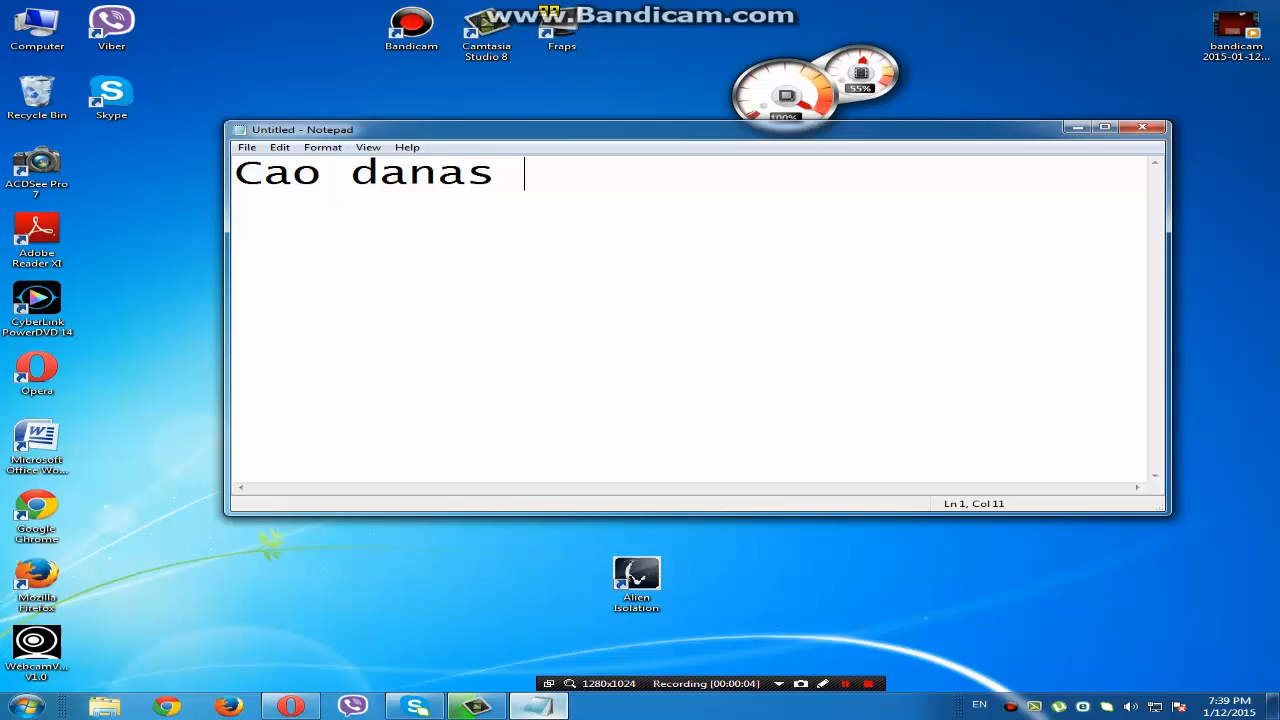 www.Bandicam.com
Computer
Viber
Bandicam
Camtasia
Studio 8
Fraps
bandicam
2015-01-12...
55%
100%
Recycle Bin
Skype
Untitled - Notepad
File Edit Format View Help
Cao danas
ACDSee Pro
7
Adobe
Reader XI
CyberLink
PowerDVD 14
Opera
Microsoft
Office Wo...
Ln 1, Col 11
Google
Chrome
Alien
Isolation
Mozilla
Firefox
WebcamV...
V1.0
1280x1024 Recording [00:00:04]
EN
7:39 PM
1/12/2015